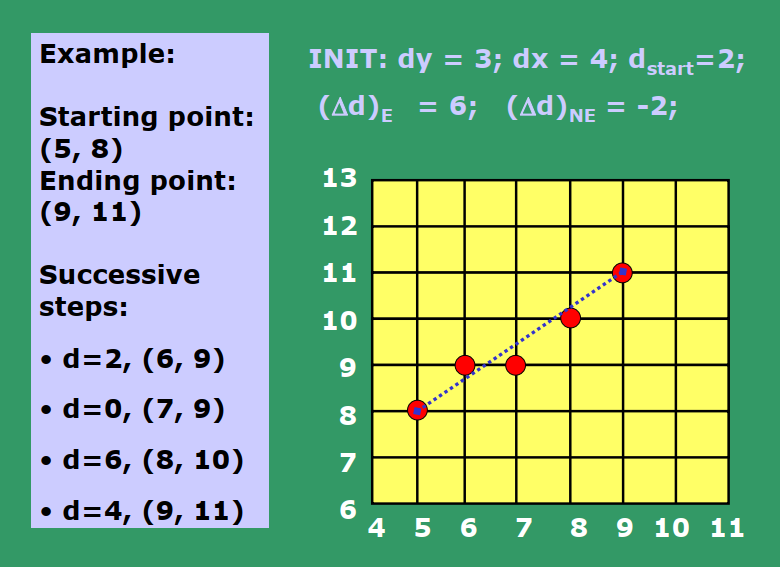 Example:
Starting point:
(5, 8)
Ending point:
(9, 11)
Successive
steps:
• d=2, (6, 9)
• d=0, (7, 9)
• d=6, (8, 10)
• d=4, (9, 11)
INIT: dy = 3; dx = 4; dstart=2;
(Δd)E = 6; (Δd)NE = -2;
13
12
11
10
9
8
7
6
4 5 6 7 8 9 10 11